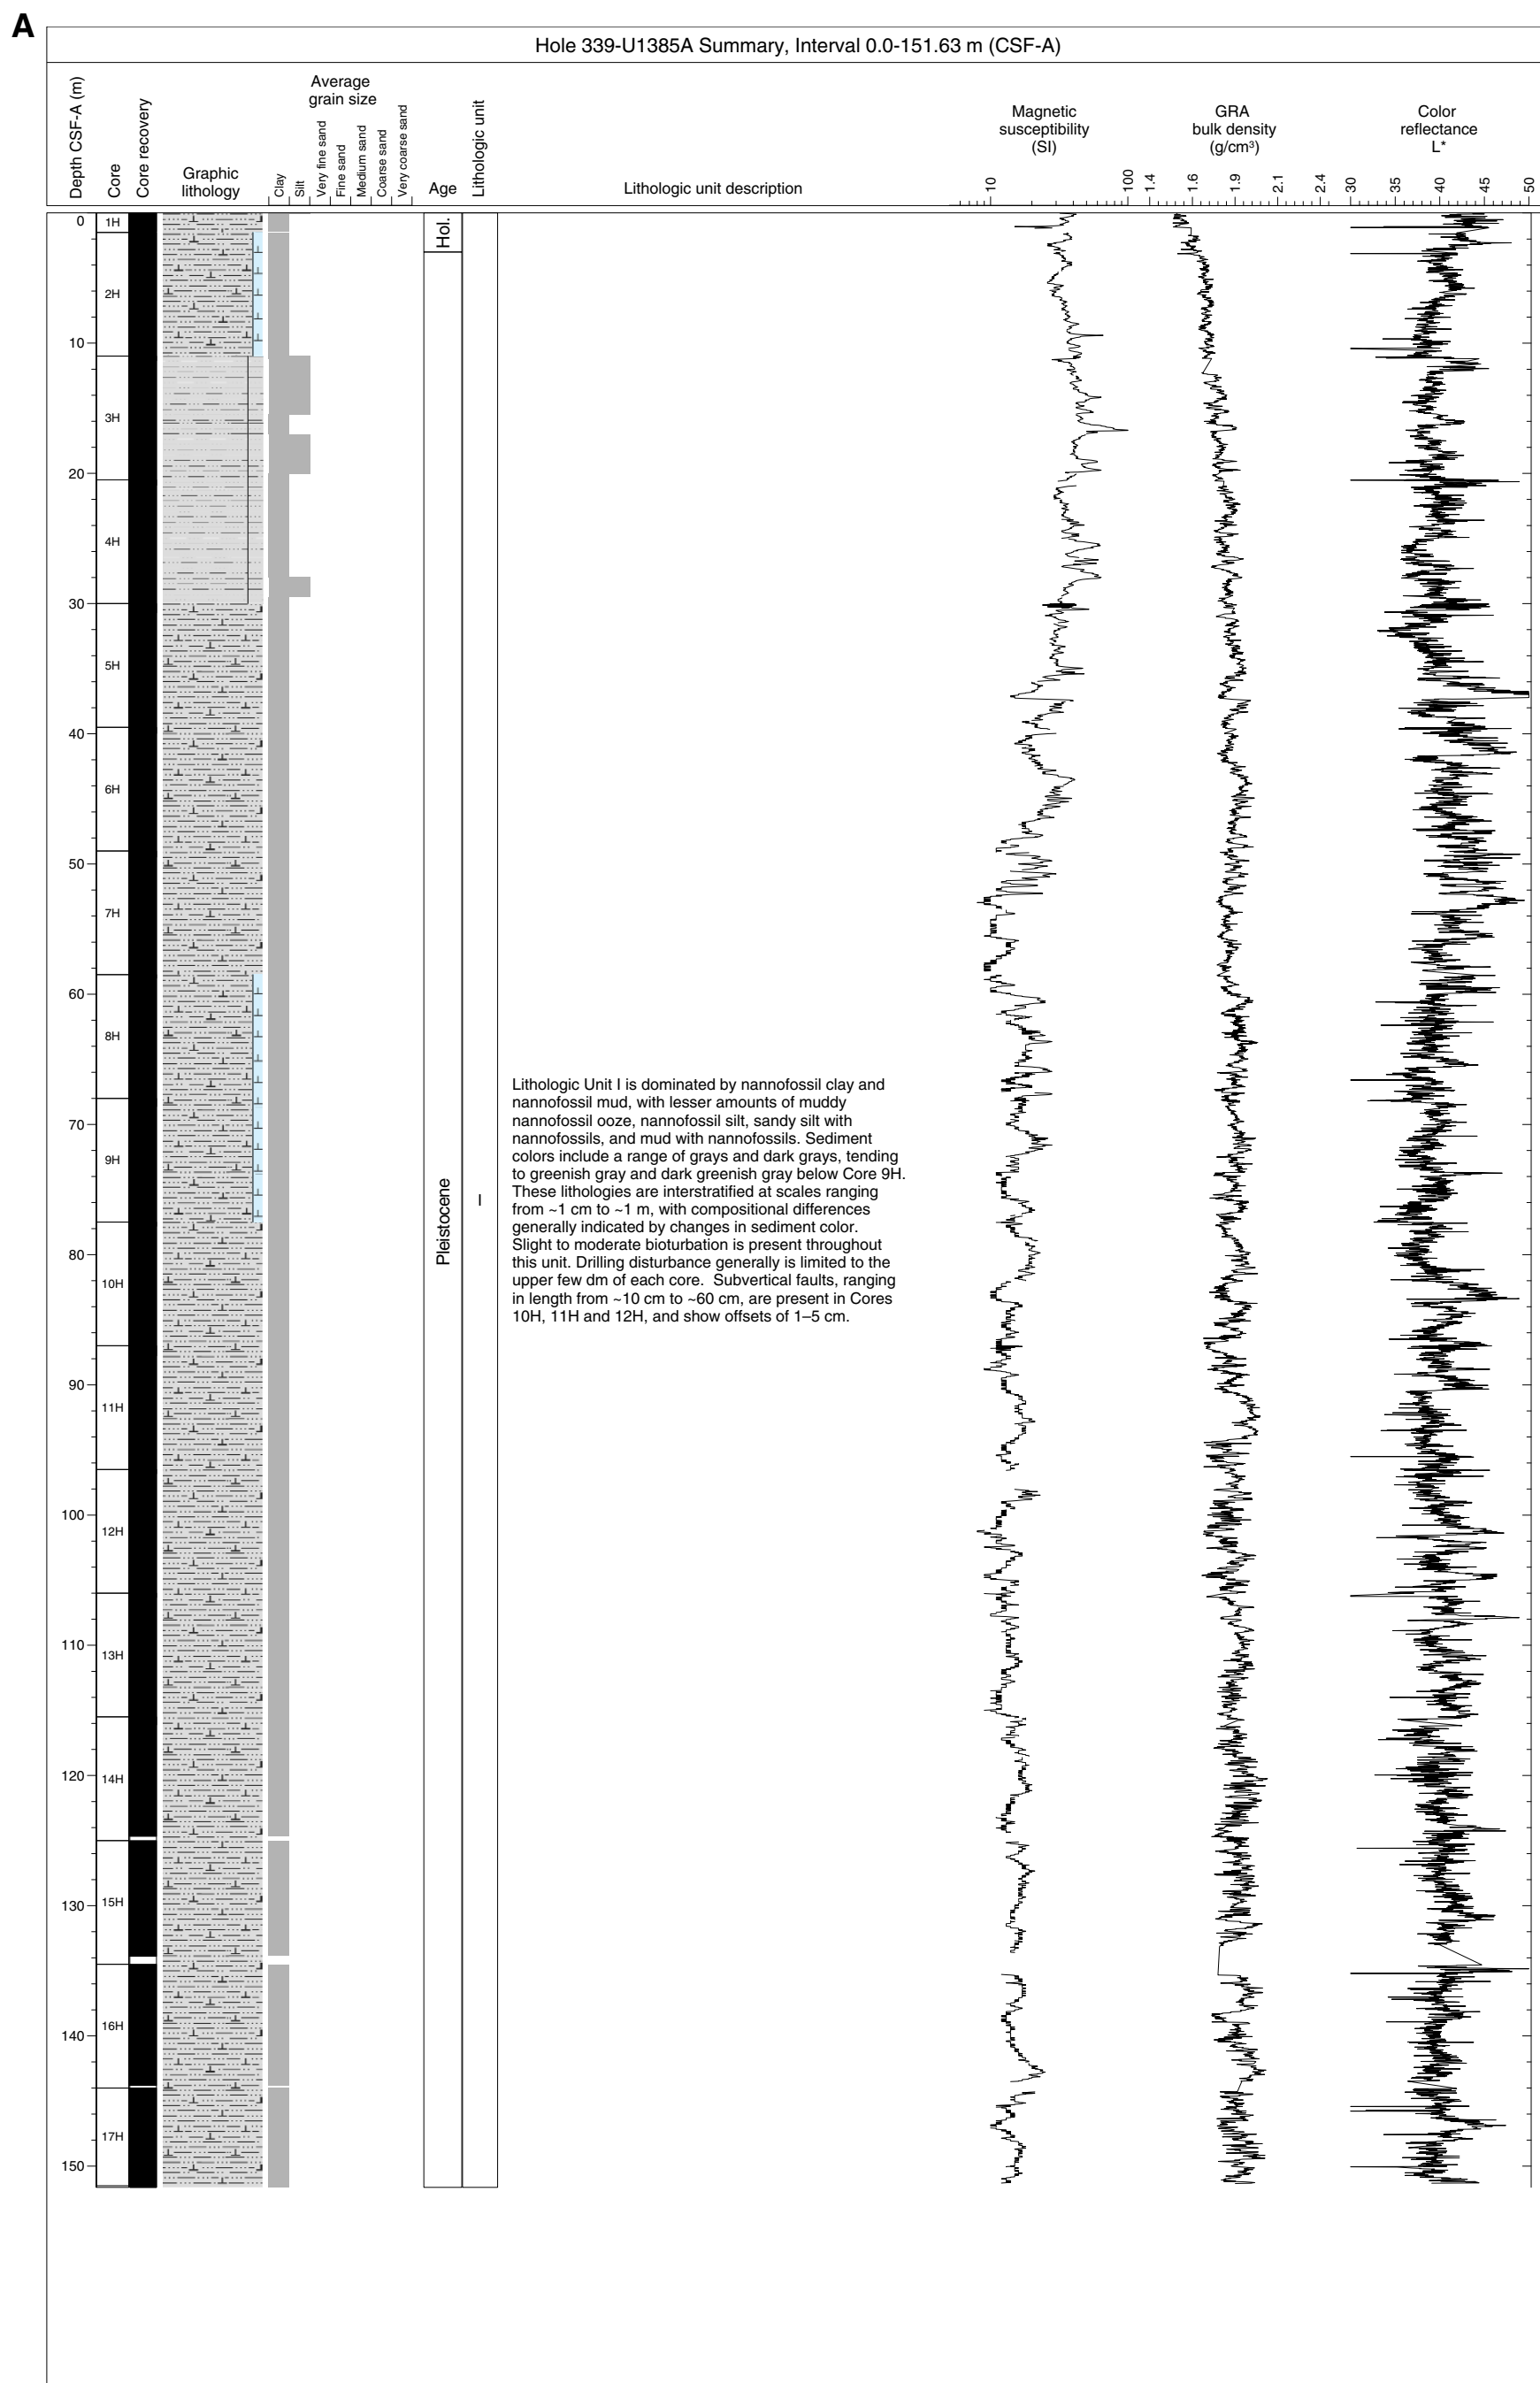 A
Hole 339-U1385A Summary, Interval 0.0-151.63 m (CSF-A)
Depth CSF-A (m)
Core
Core recovery
Graphic
lithology
Average
grain size
Clay
Silt
Very fine sand
Fine sand
Medium sand
Coarse sand
Very coarse sand
Age
Lithologic unit
Lithologic unit description
Magnetic
susceptibility
(SI)
10
100
GRA
bulk density
(g/cm³)
1.4
1.6
1.9
2.1
2.4
Color
reflectance
L*
30
35
40
45
50
0
10
20
30
40
50
60
70
80
90
100
110
120
130
140
150
1H
2H
3H
4H
5H
6H
7H
8H
9H
10H
11H
12H
13H
14H
15H
16H
17H
Hol.
Pleistocene
I
Lithologic Unit I is dominated by nannofossil clay and
nannofossil mud, with lesser amounts of muddy
nannofossil ooze, nannofossil silt, sandy silt with
nannofossils, and mud with nannofossils. Sediment
colors include a range of grays and dark grays, tending
to greenish gray and dark greenish gray below Core 9H.
These lithologies are interstratified at scales ranging
from ~1 cm to ~1 m, with compositional differences
generally indicated by changes in sediment color.
Slight to moderate bioturbation is present throughout
this unit. Drilling disturbance generally is limited to the
upper few dm of each core. Subvertical faults, ranging
in length from ~10 cm to ~60 cm, are present in Cores
10H, 11H and 12H, and show offsets of 1–5 cm.